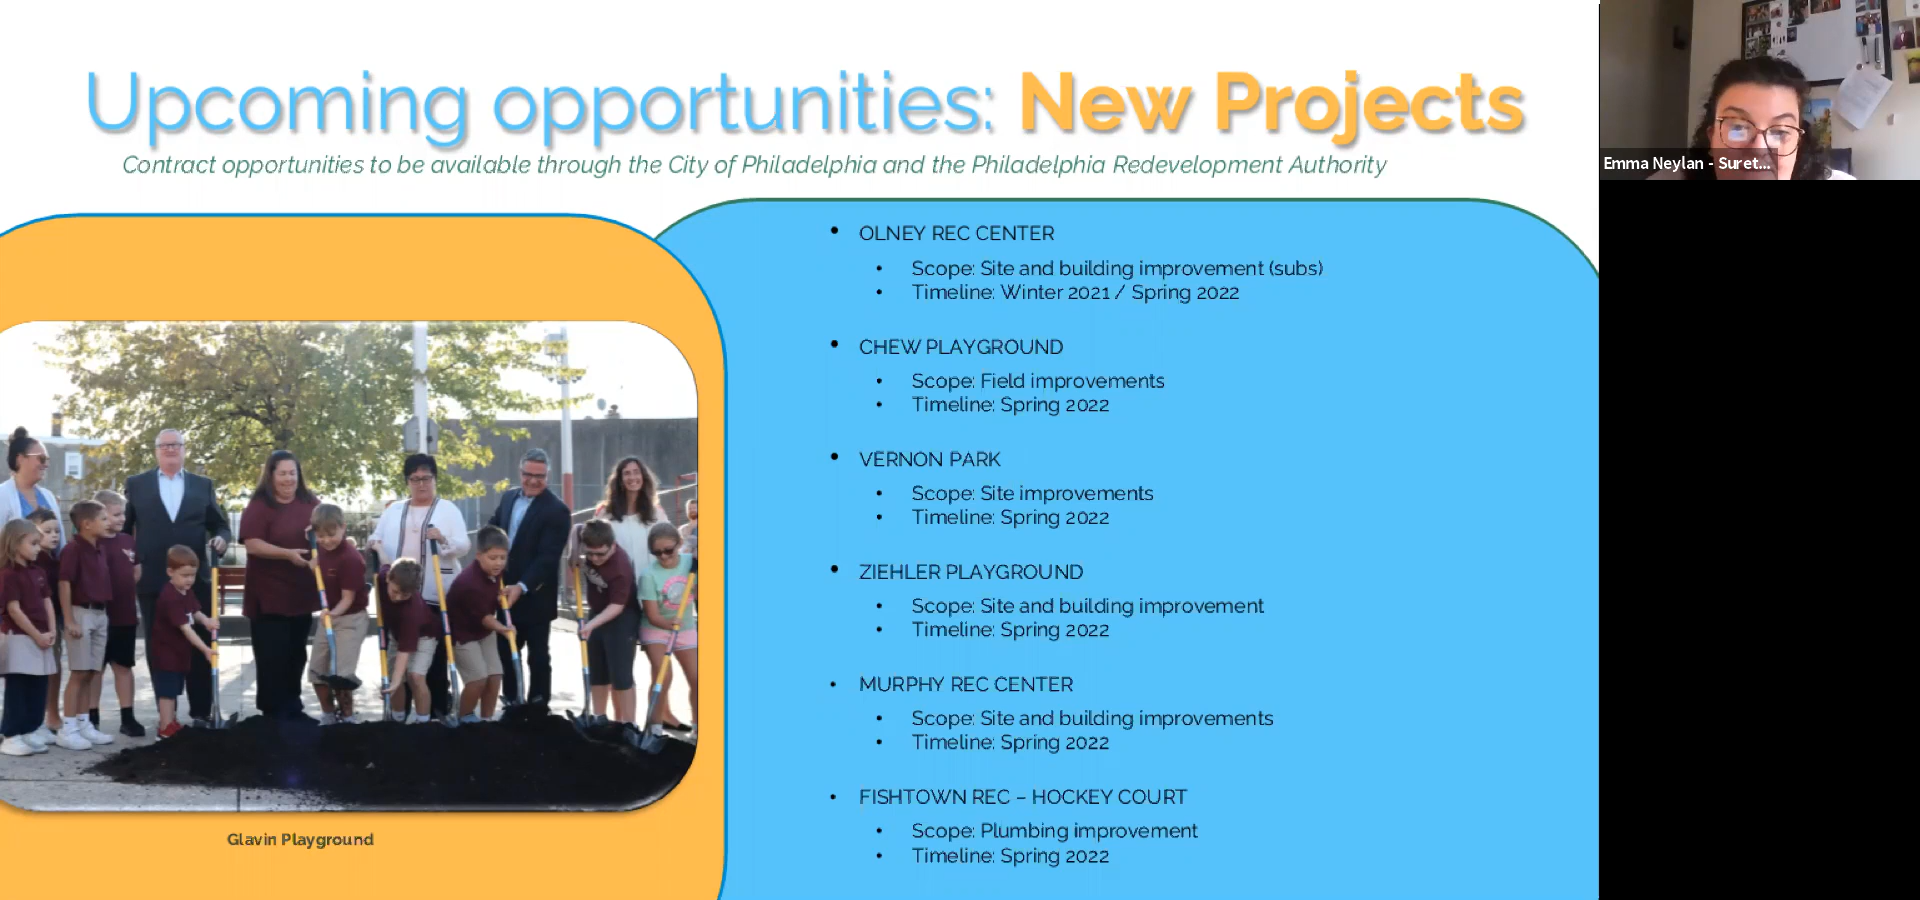 Upcoming opportunities: New Projects
Contract opportunities to be available through the City of Philadelphia and the Philadelphia Redevelopment Authority
Emma Neylan - Suret...
• OLNEY REC CENTER
• Scope: Site and building improvement (subs)
• Timeline: Winter 2021 / Spring 2022
• CHEW PLAYGROUND
• Scope: Field improvements
• Timeline: Spring 2022
• VERNON PARK
• Scope: Site improvements
• Timeline: Spring 2022
• ZIEHLER PLAYGROUND
• Scope: Site and building improvement
• Timeline: Spring 2022
• MURPHY REC CENTER
• Scope: Site and building improvements
• Timeline: Spring 2022
• FISHTOWN REC – HOCKEY COURT
• Scope: Plumbing improvement
• Timeline: Spring 2022
Glavin Playground